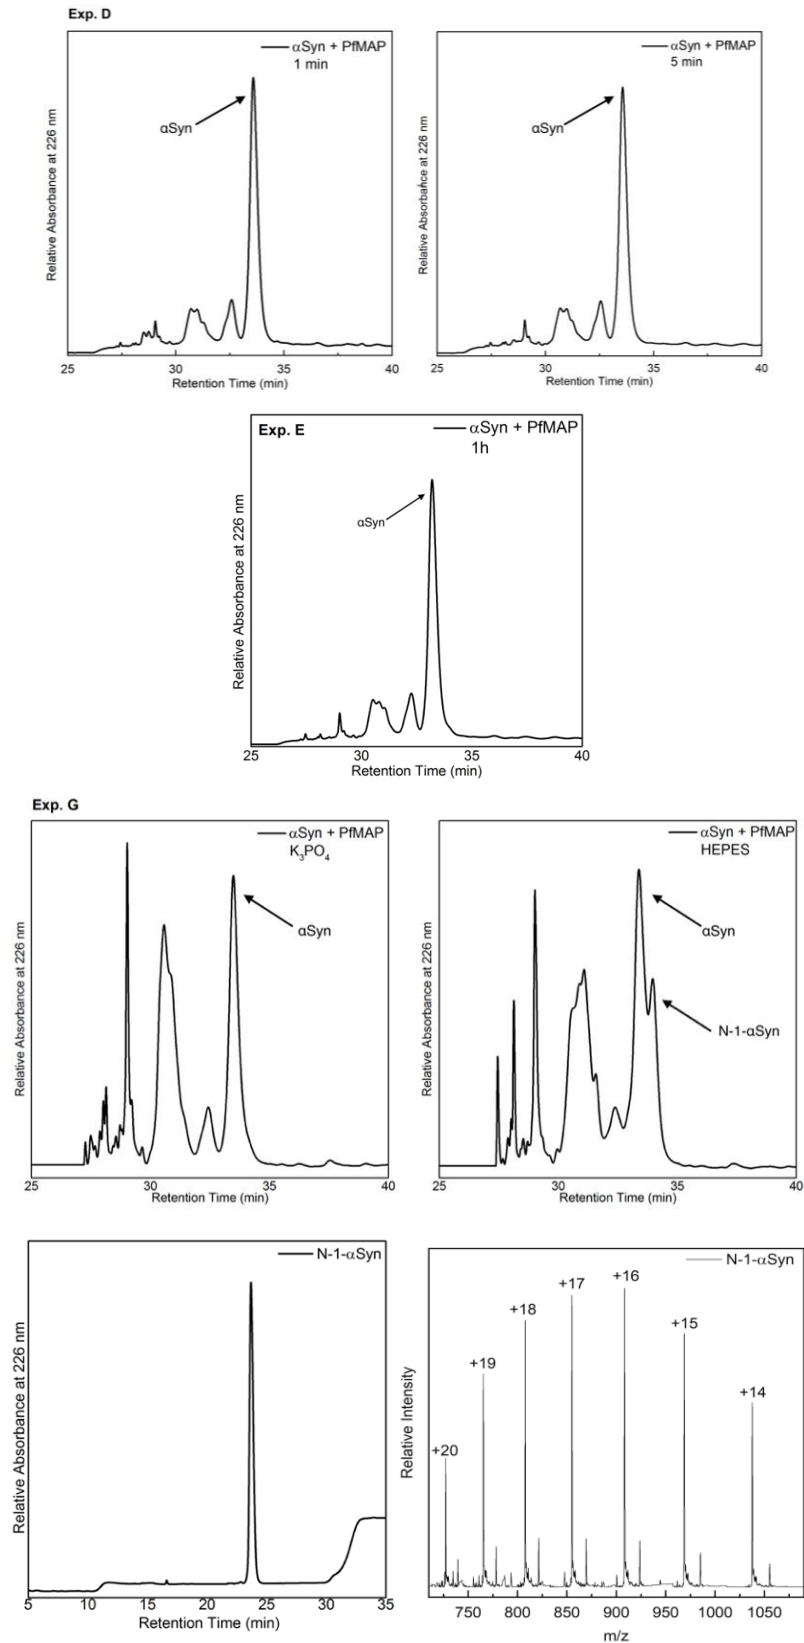 Exp. D
αSyn + PfMAP
1 min
αSyn
Relative Absorbance at 226 nm
25 30 35 40
Retention Time (min)
αSyn + PfMAP
5 min
αSyn
Relative Absorbance at 226 nm
25 30 35 40
Retention Time (min)
Exp. E
αSyn + PfMAP
1h
αSyn
Relative Absorbance at 226 nm
25 30 35 40
Retention Time (min)
Exp. G
αSyn + PfMAP
K3PO4
αSyn
Relative Absorbance at 226 nm
25 30 35 40
Retention Time (min)
αSyn + PfMAP
HEPES
αSyn
N-1-αSyn
Relative Absorbance at 226 nm
25 30 35 40
Retention Time (min)
N-1-αSyn
Relative Absorbance at 226 nm
5 10 15 20 25 30 35
Retention Time (min)
N-1-αSyn
+20
+19
+18
+17
+16
+15
+14
Relative Intensity
750 800 850 900 950 1000 1050
m/z